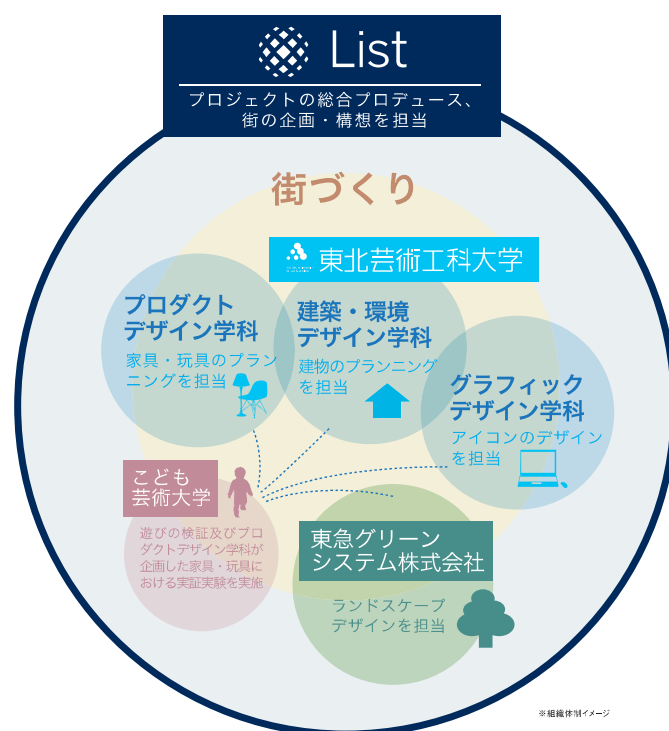 List
プロジェクトの総合プロデュース、
街の企画・構想を担当
街づくり
東北芸術工科大学
プロダクト
デザイン学科
家具・玩具のプラン
ニングを担当
建築・環境
デザイン学科
建物のプランニング
を担当
グラフィック
デザイン学科
アイコンのデザイン
を担当
こども
芸術大学
遊びの検証及びプロ
ダクトデザイン学科が
企画した家具・玩具に
おける実証実験を実施
東急グリーン
システム株式会社
ランドスケープ
デザインを担当
※組織体制イメージ